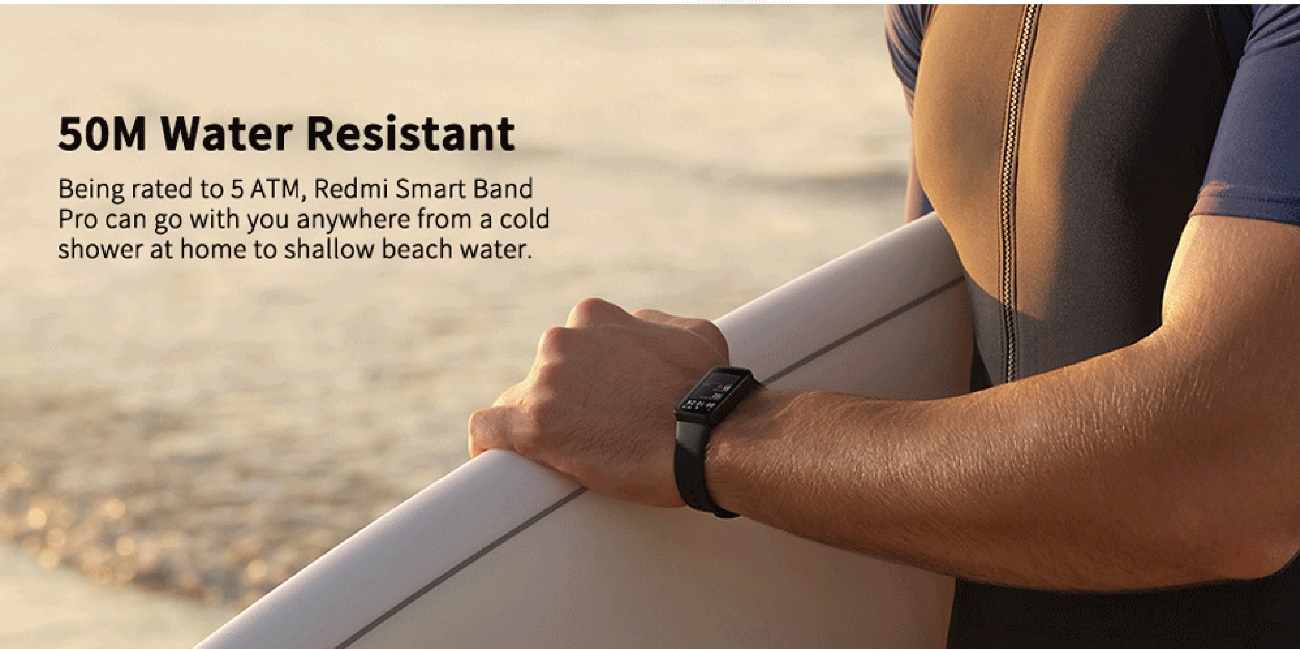 50M Water Resistant
Being rated to 5 ATM, Redmi Smart Band
Pro can go with you anywhere from a cold
shower at home to shallow beach water.